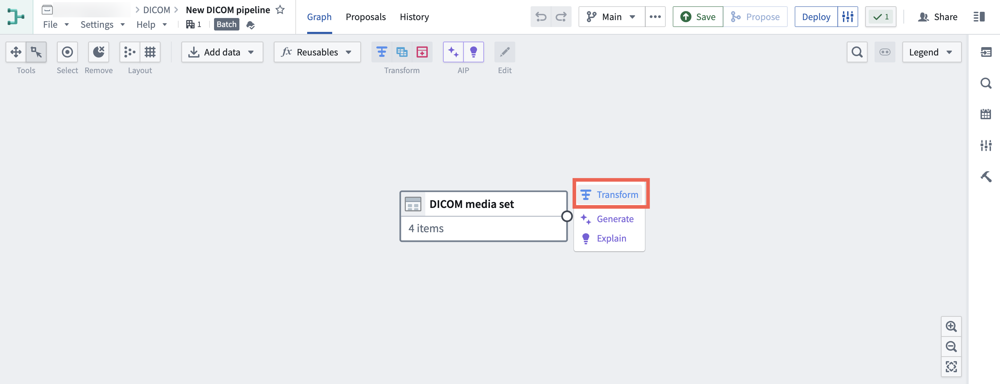 DICOM
New DICOM pipeline
File
Settings
Help
1
Batch
Graph
Proposals
History
Main
Save
Propose
Deploy
1
Share
Tools
Select
Remove
Layout
Add data
fx Reusables
Transform
AIP
Edit
Legend
DICOM media set
4 items
Transform
Generate
Explain